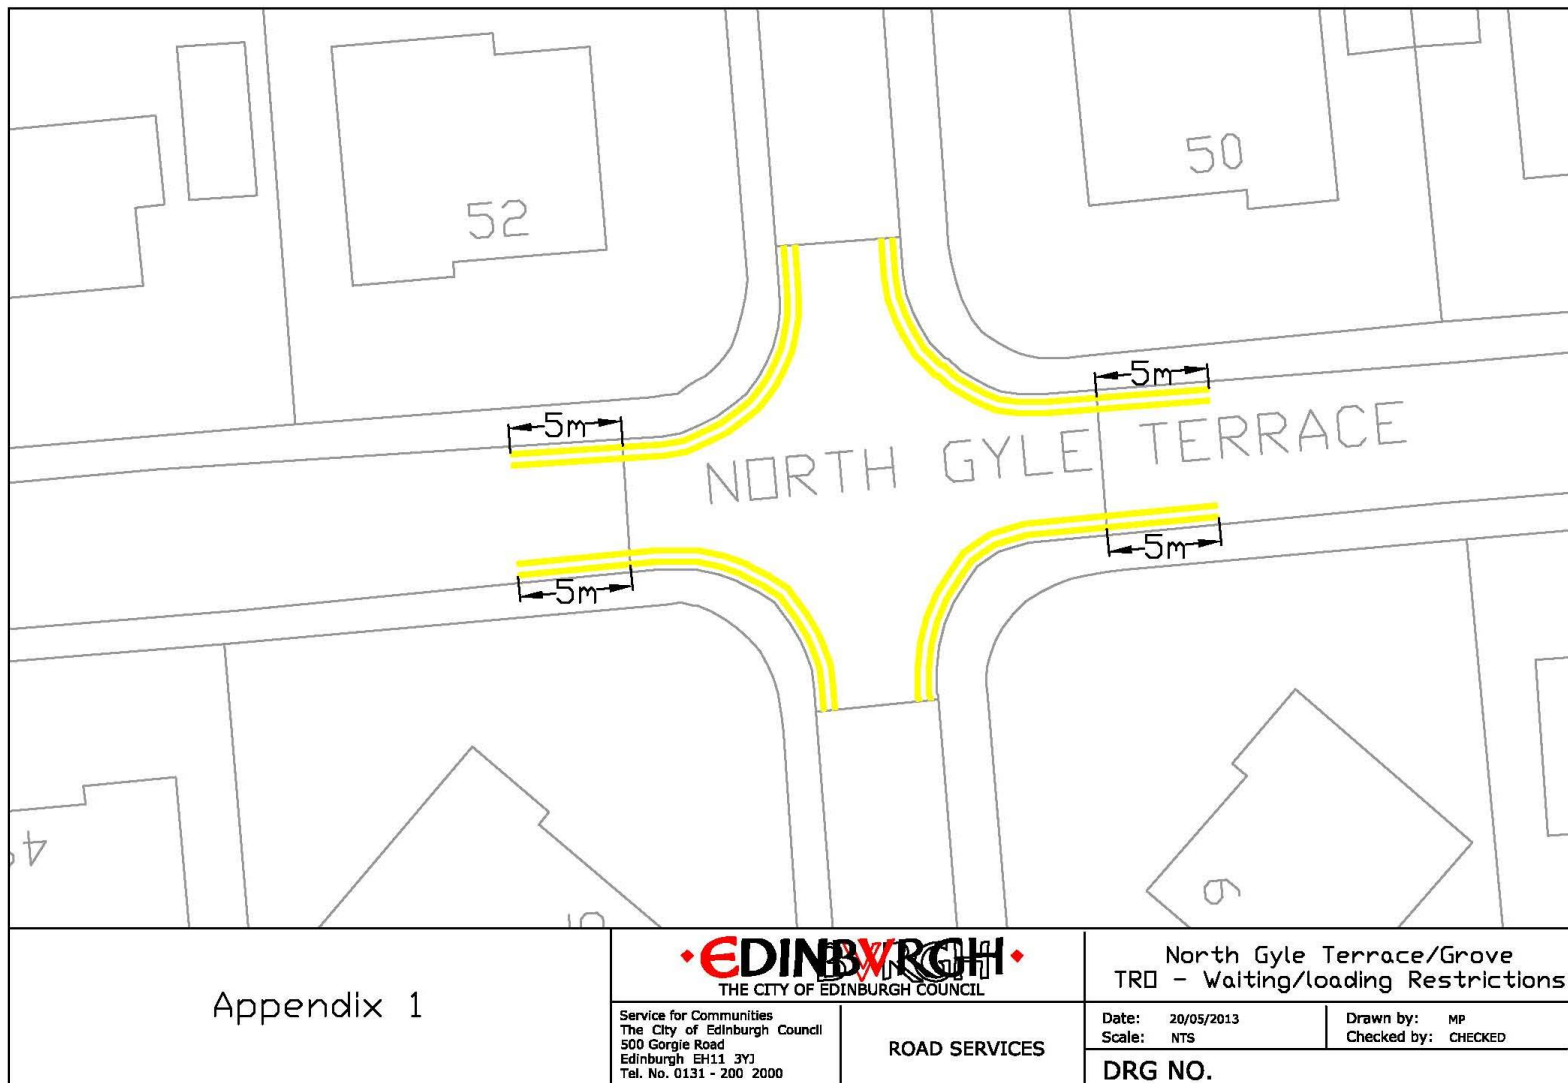 50
52
5m
5m
NORTH GYLE TERRACE
5m
5m
6
Appendix 1
EDINBVRGH
THE CITY OF EDINBURGH COUNCIL
Service for Communities
The City of Edinburgh Council
500 Gorgie Road
Edinburgh EH11 3YJ
Tel. No. 0131 - 200 2000
ROAD SERVICES
North Gyle Terrace/Grove
TRO - Waiting/loading Restrictions
Date: 20/05/2013
Scale: NTS
Drawn by: MP
Checked by: CHECKED
DRG NO.